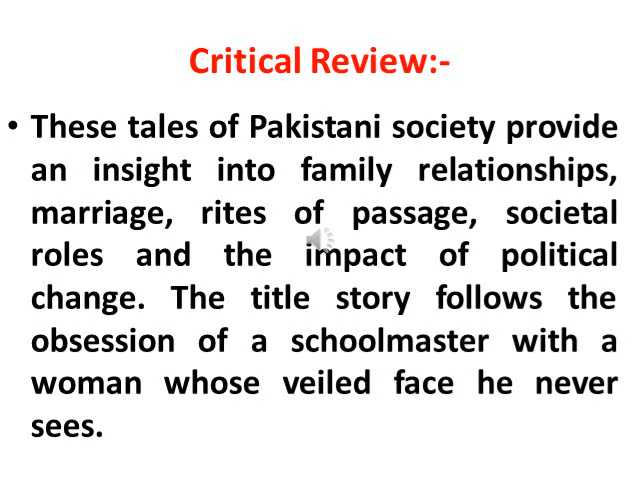 Critical Review:-
• These tales of Pakistani society provide
an insight into family relationships,
marriage, rites of passage, societal
roles and the impact of political
change. The title story follows the
obsession of a schoolmaster with a
woman whose veiled face he never
sees.